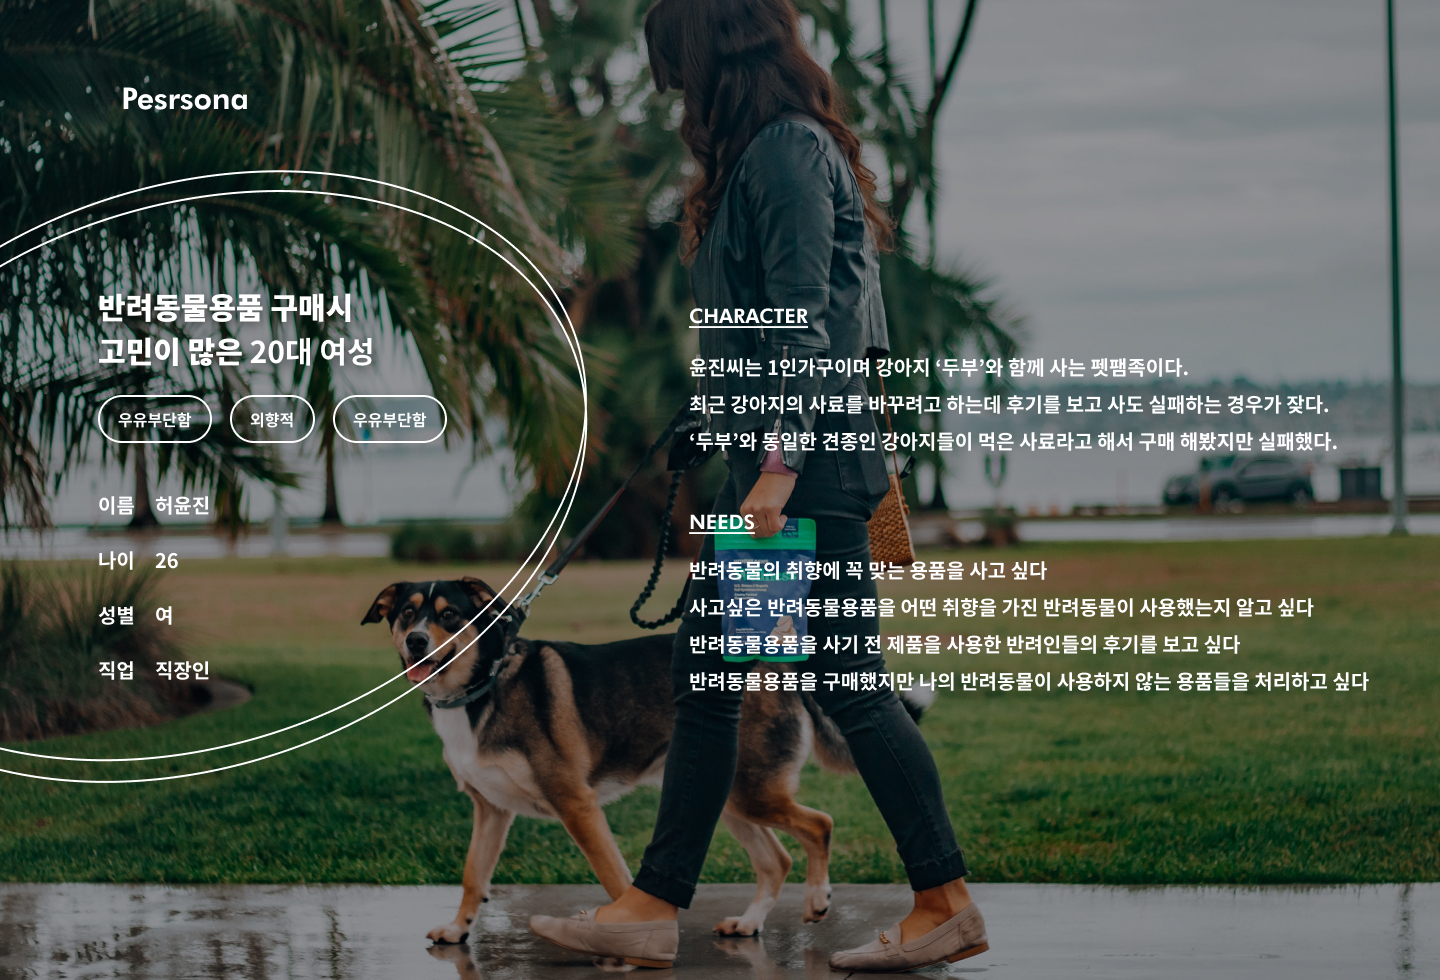 Pesrsona
반려동물용품 구매시
고민이 많은 20대 여성
우유부단함 외향적 우유부단함
이름 허윤진
나이 26
성별 여
직업 직장인
CHARACTER
윤진씨는 1인가구이며 강아지 ‘두부’와 함께 사는 펫팸족이다.
최근 강아지의 사료를 바꾸려고 하는데 후기를 보고 사도 실패하는 경우가 잦다.
‘두부’와 동일한 견종인 강아지들이 먹은 사료라고 해서 구매 해봤지만 실패했다.
NEEDS
반려동물의 취향에 꼭 맞는 용품을 사고 싶다
사고싶은 반려동물용품을 어떤 취향을 가진 반려동물이 사용했는지 알고 싶다
반려동물용품을 사기 전 제품을 사용한 반려인들의 후기를 보고 싶다
반려동물용품을 구매했지만 나의 반려동물이 사용하지 않는 용품들을 처리하고 싶다